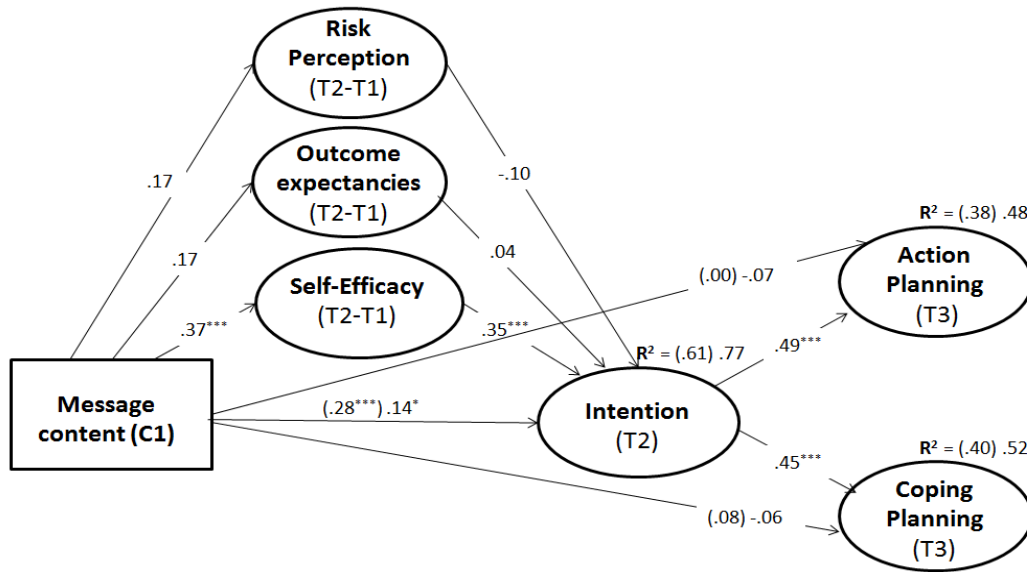 Risk
Perception
(T2-T1)
.17
-.10
Outcome
expectancies
(T2-T1)
.17
.04
Self-Efficacy
(T2-T1)
.37***
.35***
(.00) -.07
R² = (.38) .48
Action
Planning
(T3)
Message
content (C1)
(.28***) .14*
R² = (.61) .77
Intention
(T2)
.49***
.45***
(.08) -.06
R² = (.40) .52
Coping
Planning
(T3)